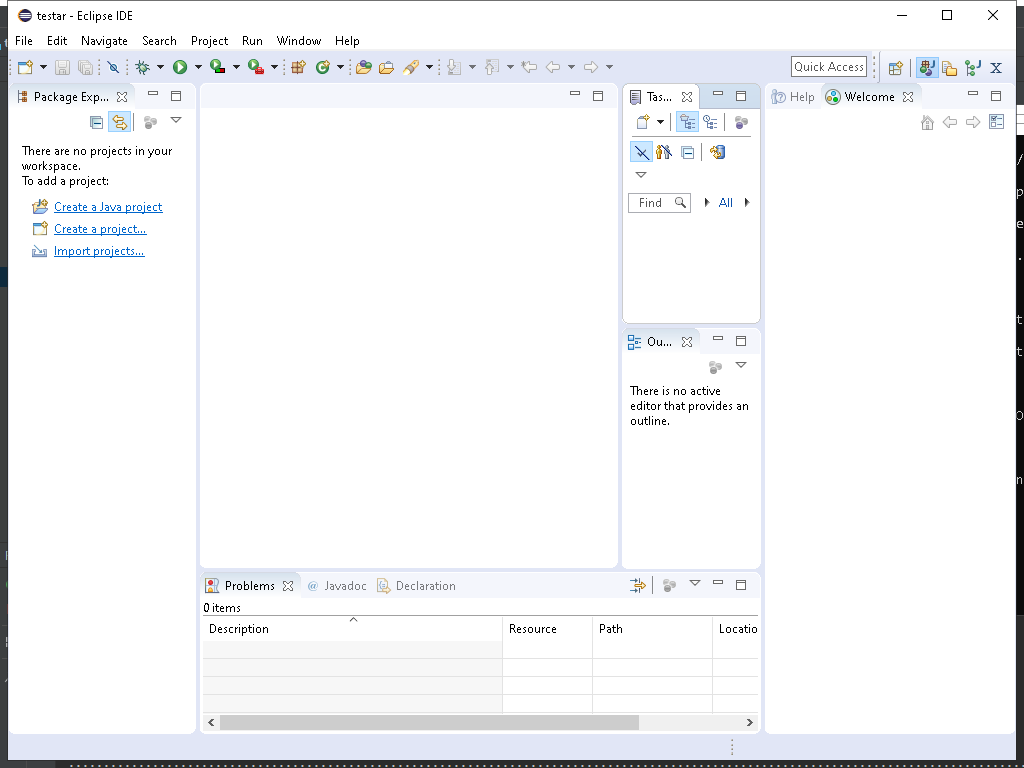 testar - Eclipse IDE
File Edit Navigate Search Project Run Window Help
Quick Access
Package Exp...
Tas...
Help
Welcome
There are no projects in your
workspace.
To add a project:
Create a Java project
Create a project...
Import projects...
Find
All
Ou...
There is no active
editor that provides an
outline.
Problems
@ Javadoc
Declaration
0 items
Description Resource Path Locatio